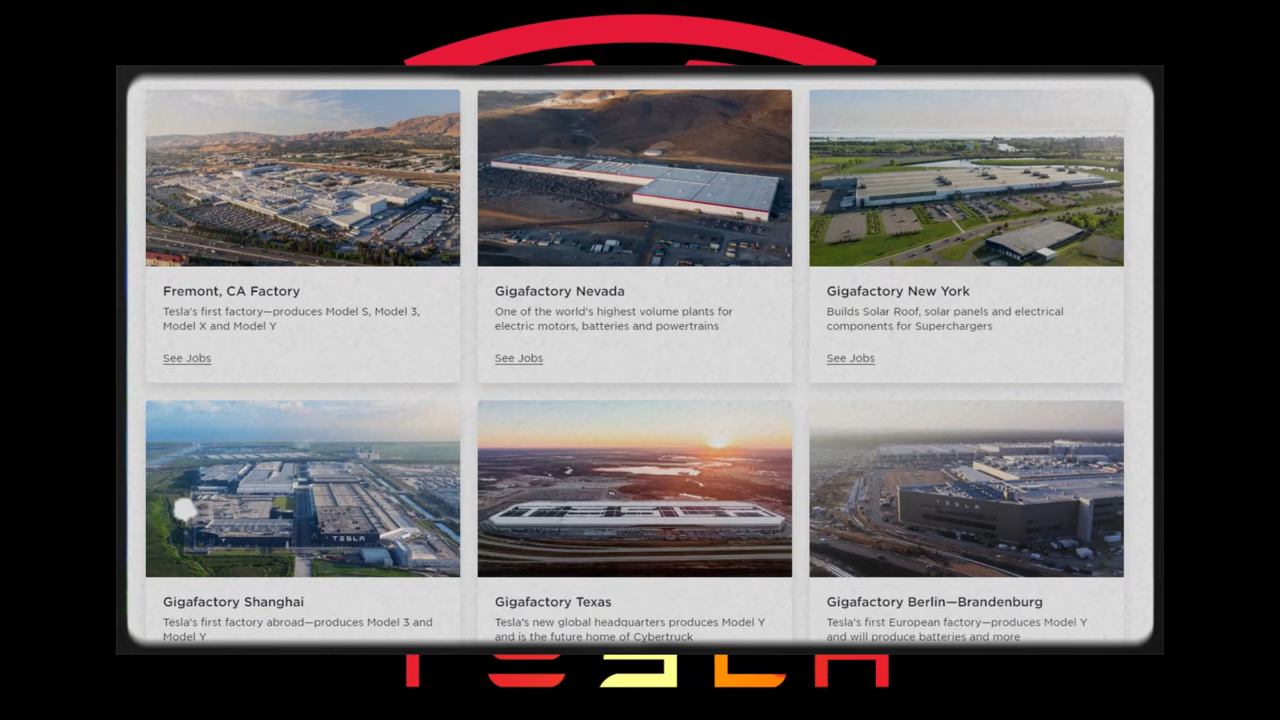 Fremont, CA Factory
Tesla's first factory—produces Model S, Model 3,
Model X and Model Y
See Jobs
Gigafactory Nevada
One of the world's highest volume plants for
electric motors, batteries and powertrains
See Jobs
Gigafactory New York
Builds Solar Roof, solar panels and electrical
components for Superchargers
See Jobs
TESLA
TESLA
TESLA
Gigafactory Shanghai
Tesla's first factory abroad—produces Model 3 and
Model Y
Gigafactory Texas
Tesla's new global headquarters produces Model Y
and is the future home of Cybertruck
Gigafactory Berlin—Brandenburg
Tesla's first European factory—produces Model Y
and will produce batteries and more
TESLA